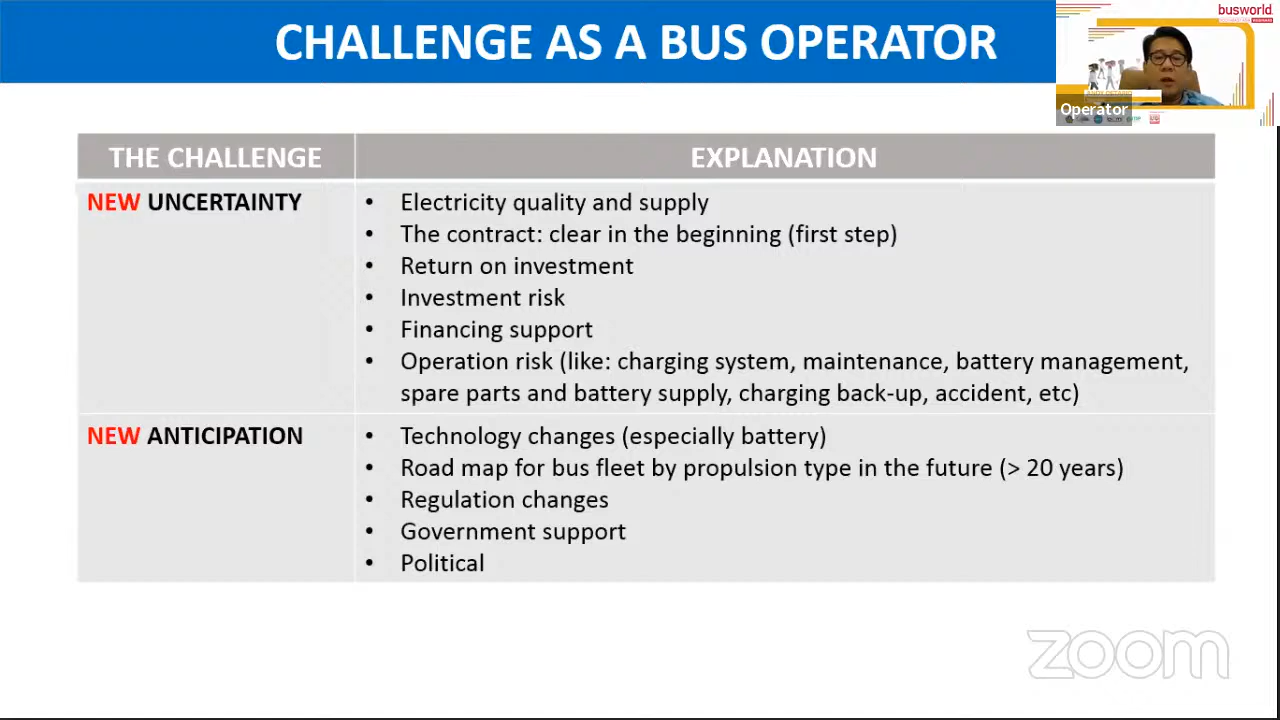 CHALLENGE AS A BUS OPERATOR
busworld
Operator
THE CHALLENGE
EXPLANATION
NEW UNCERTAINTY
• Electricity quality and supply
• The contract: clear in the beginning (first step)
• Return on investment
• Investment risk
• Financing support
• Operation risk (like: charging system, maintenance, battery management,
spare parts and battery supply, charging back-up, accident, etc)
NEW ANTICIPATION
• Technology changes (especially battery)
• Road map for bus fleet by propulsion type in the future (> 20 years)
• Regulation changes
• Government support
• Political
zoom